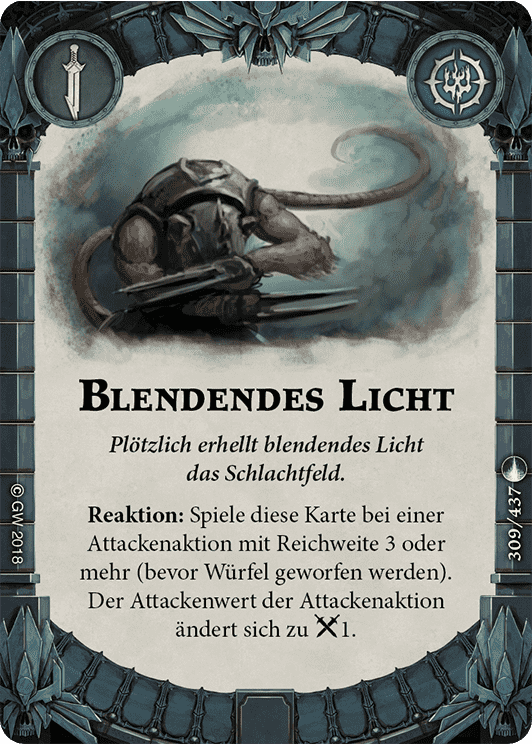 BLENDENDES LICHT
Plötzlich erhellt blendendes Licht
das Schlachtfeld.
Reaktion: Spiele diese Karte bei einer
Attackenaktion mit Reichweite 3 oder
mehr (bevor Würfel geworfen werden).
Der Attackenwert der Attackenaktion
ändert sich zu ⚔1.
© GW 2018
309/437